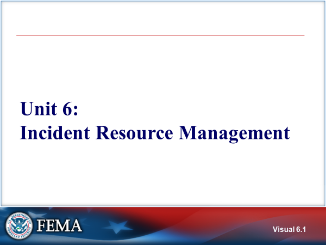 Unit 6:
Incident Resource Management
FEMA
Visual 6.1